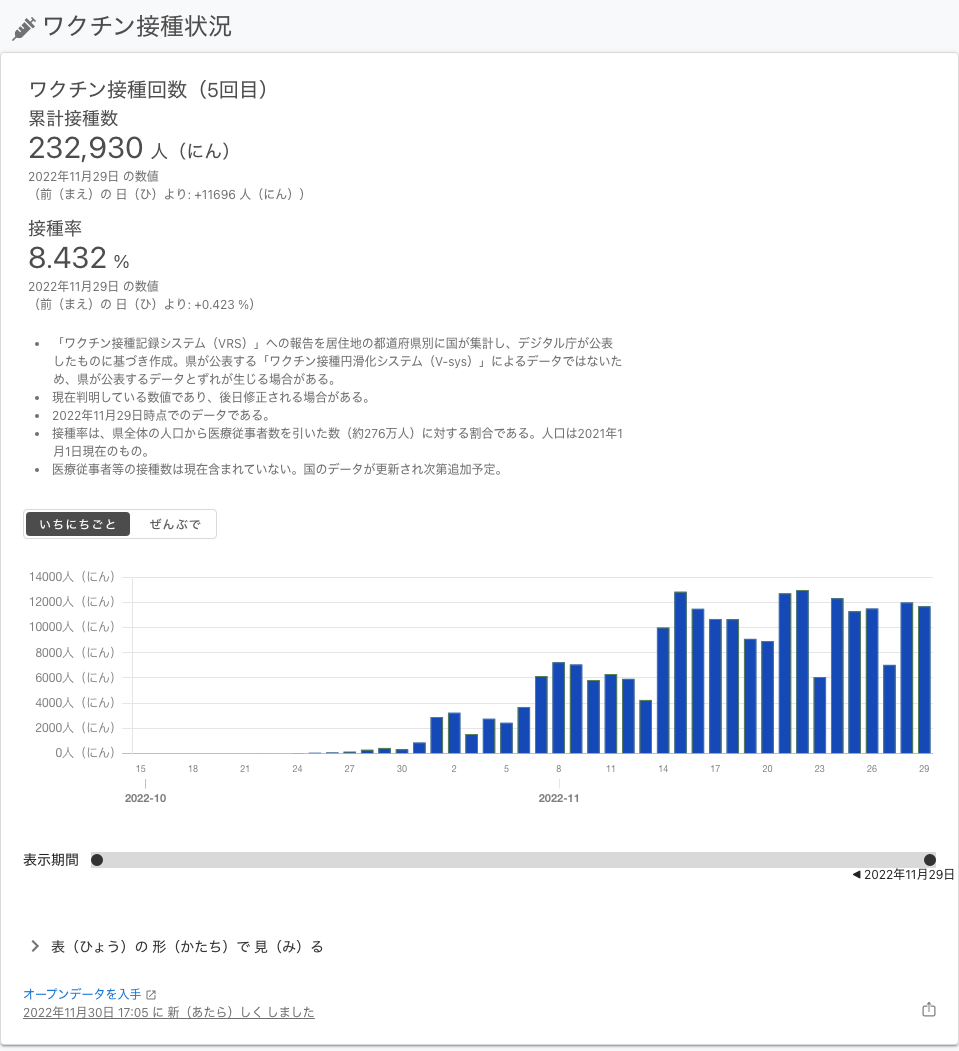 ワクチン接種状況
ワクチン接種回数（5回目）
累計接種数
232,930 人（にん）
2022年11月29日 の数値
（前（まえ）の 日（ひ）より: +11696 人（にん））
接種率
8.432 %
2022年11月29日 の数値
（前（まえ）の 日（ひ）より: +0.423 %）
• 「ワクチン接種記録システム（VRS）」への報告を居住地の都道府県別に国が集計し、デジタル庁が公表
したものに基づき作成。県が公表する「ワクチン接種円滑化システム（V-sys）」によるデータではないた
め、県が公表するデータとずれが生じる場合がある。
• 現在判明している数値であり、後日修正される場合がある。
• 2022年11月29日時点でのデータである。
• 接種率は、県全体の人口から医療従事者数を引いた数（約276万人）に対する割合である。人口は2021年1
月1日現在のもの。
• 医療従事者等の接種数は現在含まれていない。国のデータが更新され次第追加予定。
いちにちごと ぜんぶで
14000人（にん）
12000人（にん）
10000人（にん）
8000人（にん）
6000人（にん）
4000人（にん）
2000人（にん）
0人（にん）
15 18 21 24 27 30 2 5 8 11 14 17 20 23 26 29
2022-10 2022-11
表示期間
◀ 2022年11月29日
表（ひょう）の 形（かたち）で 見（み）る
オープンデータを入手
2022年11月30日 17:05 に 新（あたら）しく しました